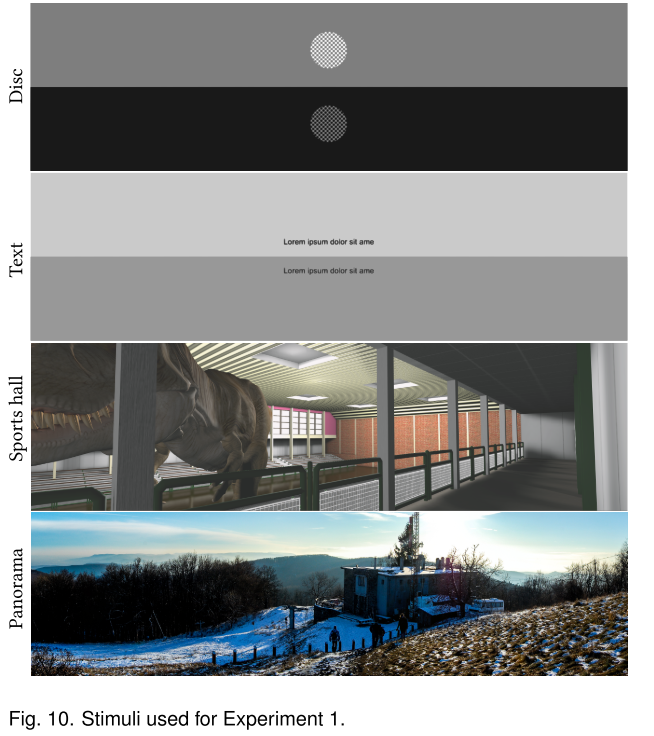 Disc
Text
Lorem ipsum dolor sit ame
Lorem ipsum dolor sit ame
Sports hall
Panorama
Fig. 10. Stimuli used for Experiment 1.